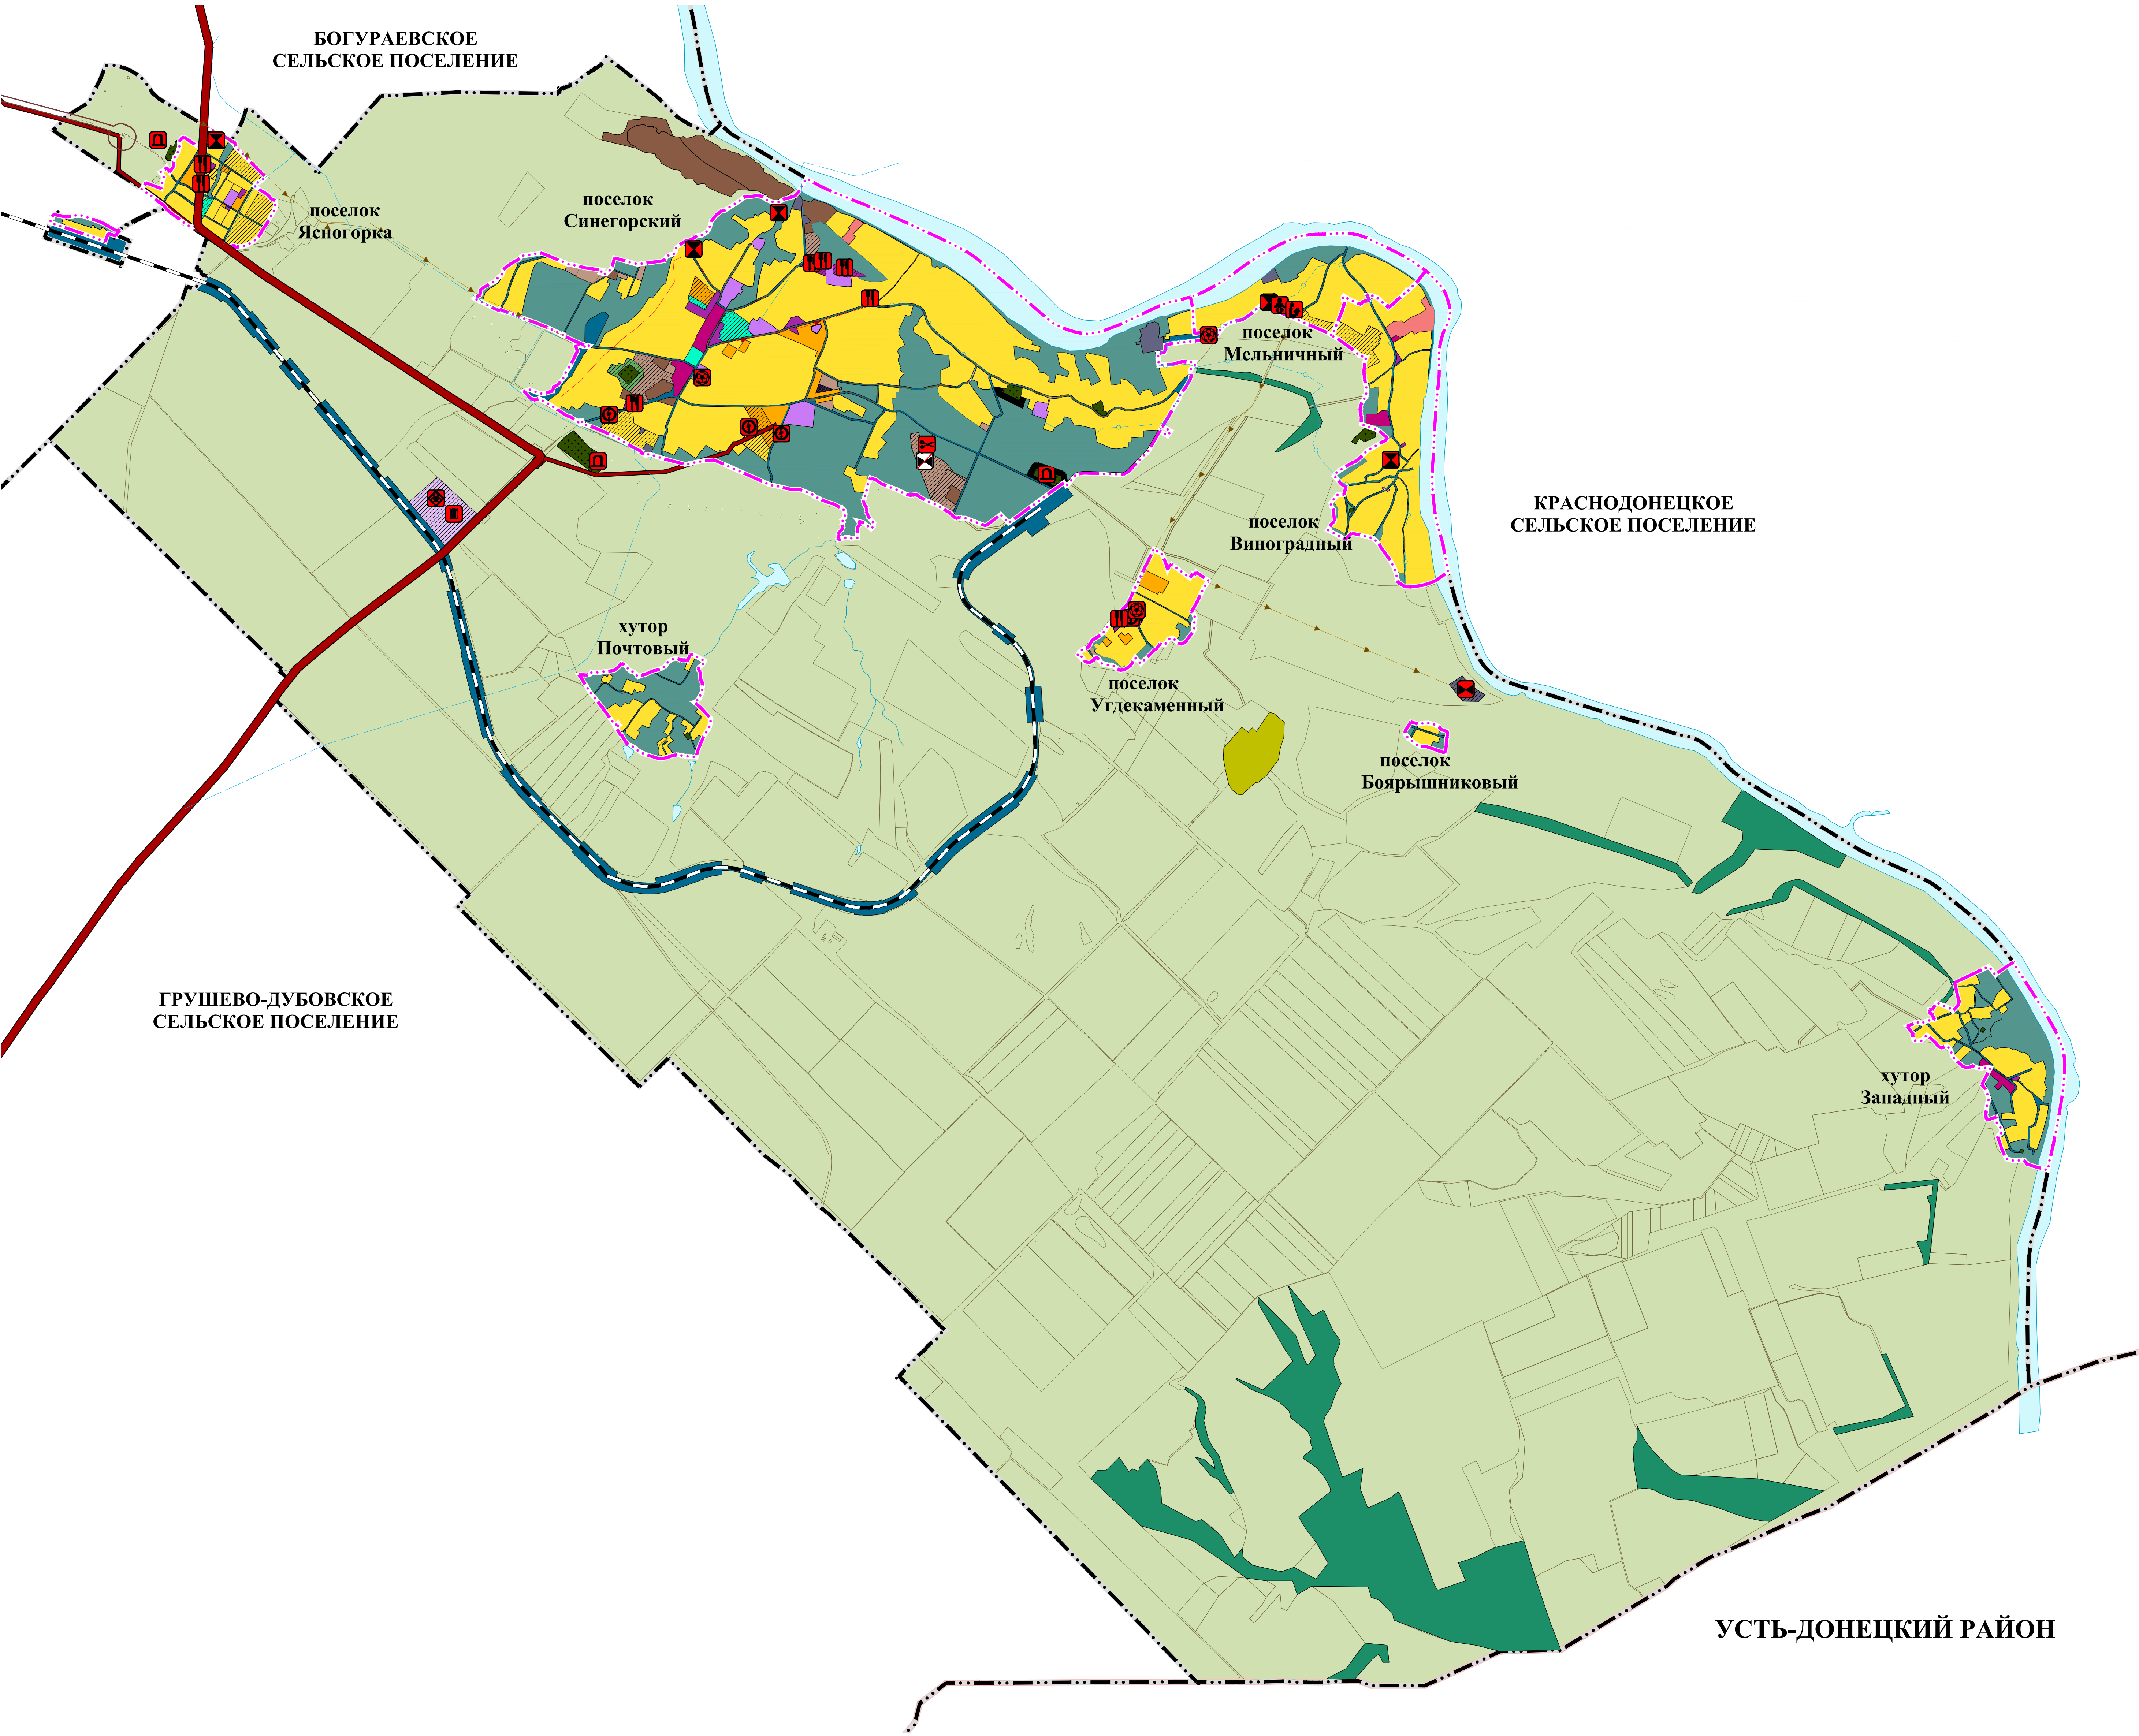 БОГУРАЕВСКОЕ
СЕЛЬСКОЕ ПОСЕЛЕНИЕ
поселок
Ясногорка
поселок
Синегорский
поселок
Мельничный
поселок
Виноградный
КРАСНОДОНЕЦКОЕ
СЕЛЬСКОЕ ПОСЕЛЕНИЕ
хутор
Почтовый
поселок
Угдекаменный
поселок
Боярышниковый
ГРУШЕВО-ДУБОВСКОЕ
СЕЛЬСКОЕ ПОСЕЛЕНИЕ
хутор
Западный
УСТЬ-ДОНЕЦКИЙ РАЙОН